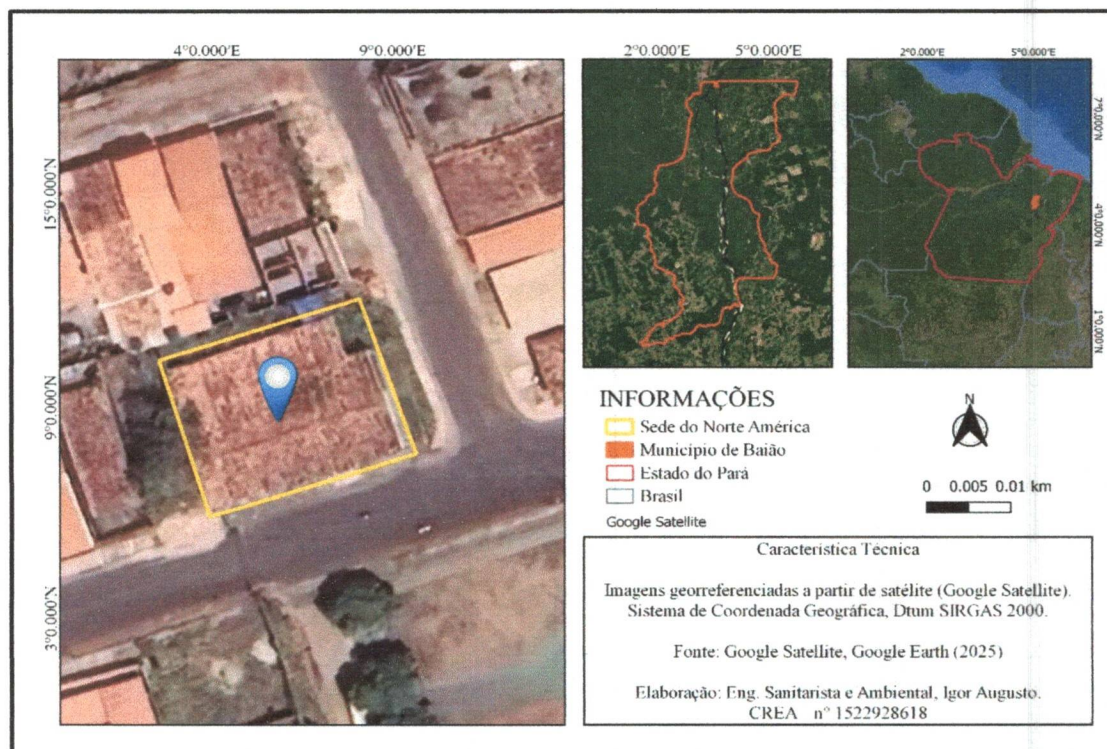 4°0.000'E 9°0.000'E
15°0.000'N
9°0.000'N
3°0.000'N
2°0.000'E 5°0.000'E
2°0.000'E 5°0.000'E
7°0.000'N
4°0.000'N
1°0.000'N
INFORMAÇÕES
Sede do Norte América
Município de Baião
Estado do Pará
Brasil
Google Satellite
N
0 0.005 0.01 km
Característica Técnica
Imagens georreferenciadas a partir de satélite (Google Satellite).
Sistema de Coordenada Geográfica, Dtum SIRGAS 2000.
Fonte: Google Satellite, Google Earth (2025)
Elaboração: Eng. Sanitarista e Ambiental, Igor Augusto.
CREA nº 1522928618